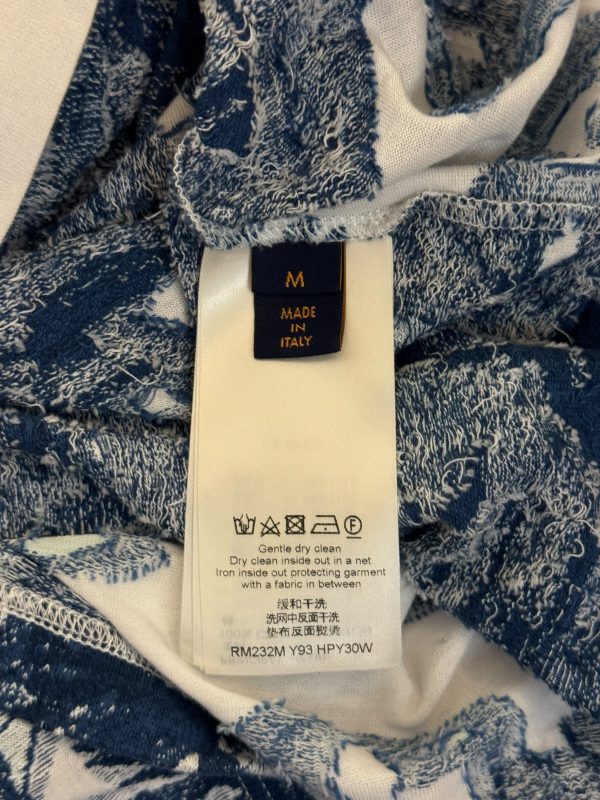 M
MADE
IN
ITALY
F
Gentle dry clean
Dry clean inside out in a net
Iron inside out protecting garment
with a fabric in between
缓和干洗
洗网中反面干洗
垫布反面熨烫
RM232M Y93 HPY30W